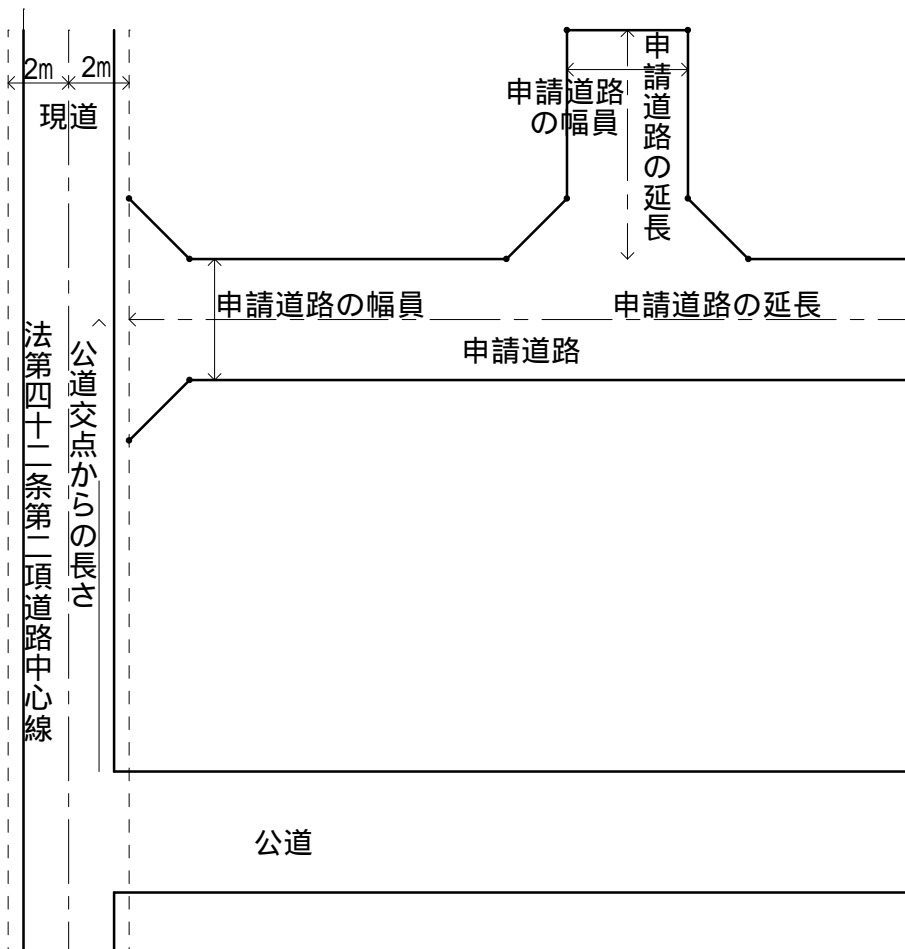 2m
2m
現道
申請道路
の幅員
申請道路の延長
申請道路の幅員
申請道路の延長
申請道路
法第四十二条第二項道路中心線
公道交点からの長さ
公道